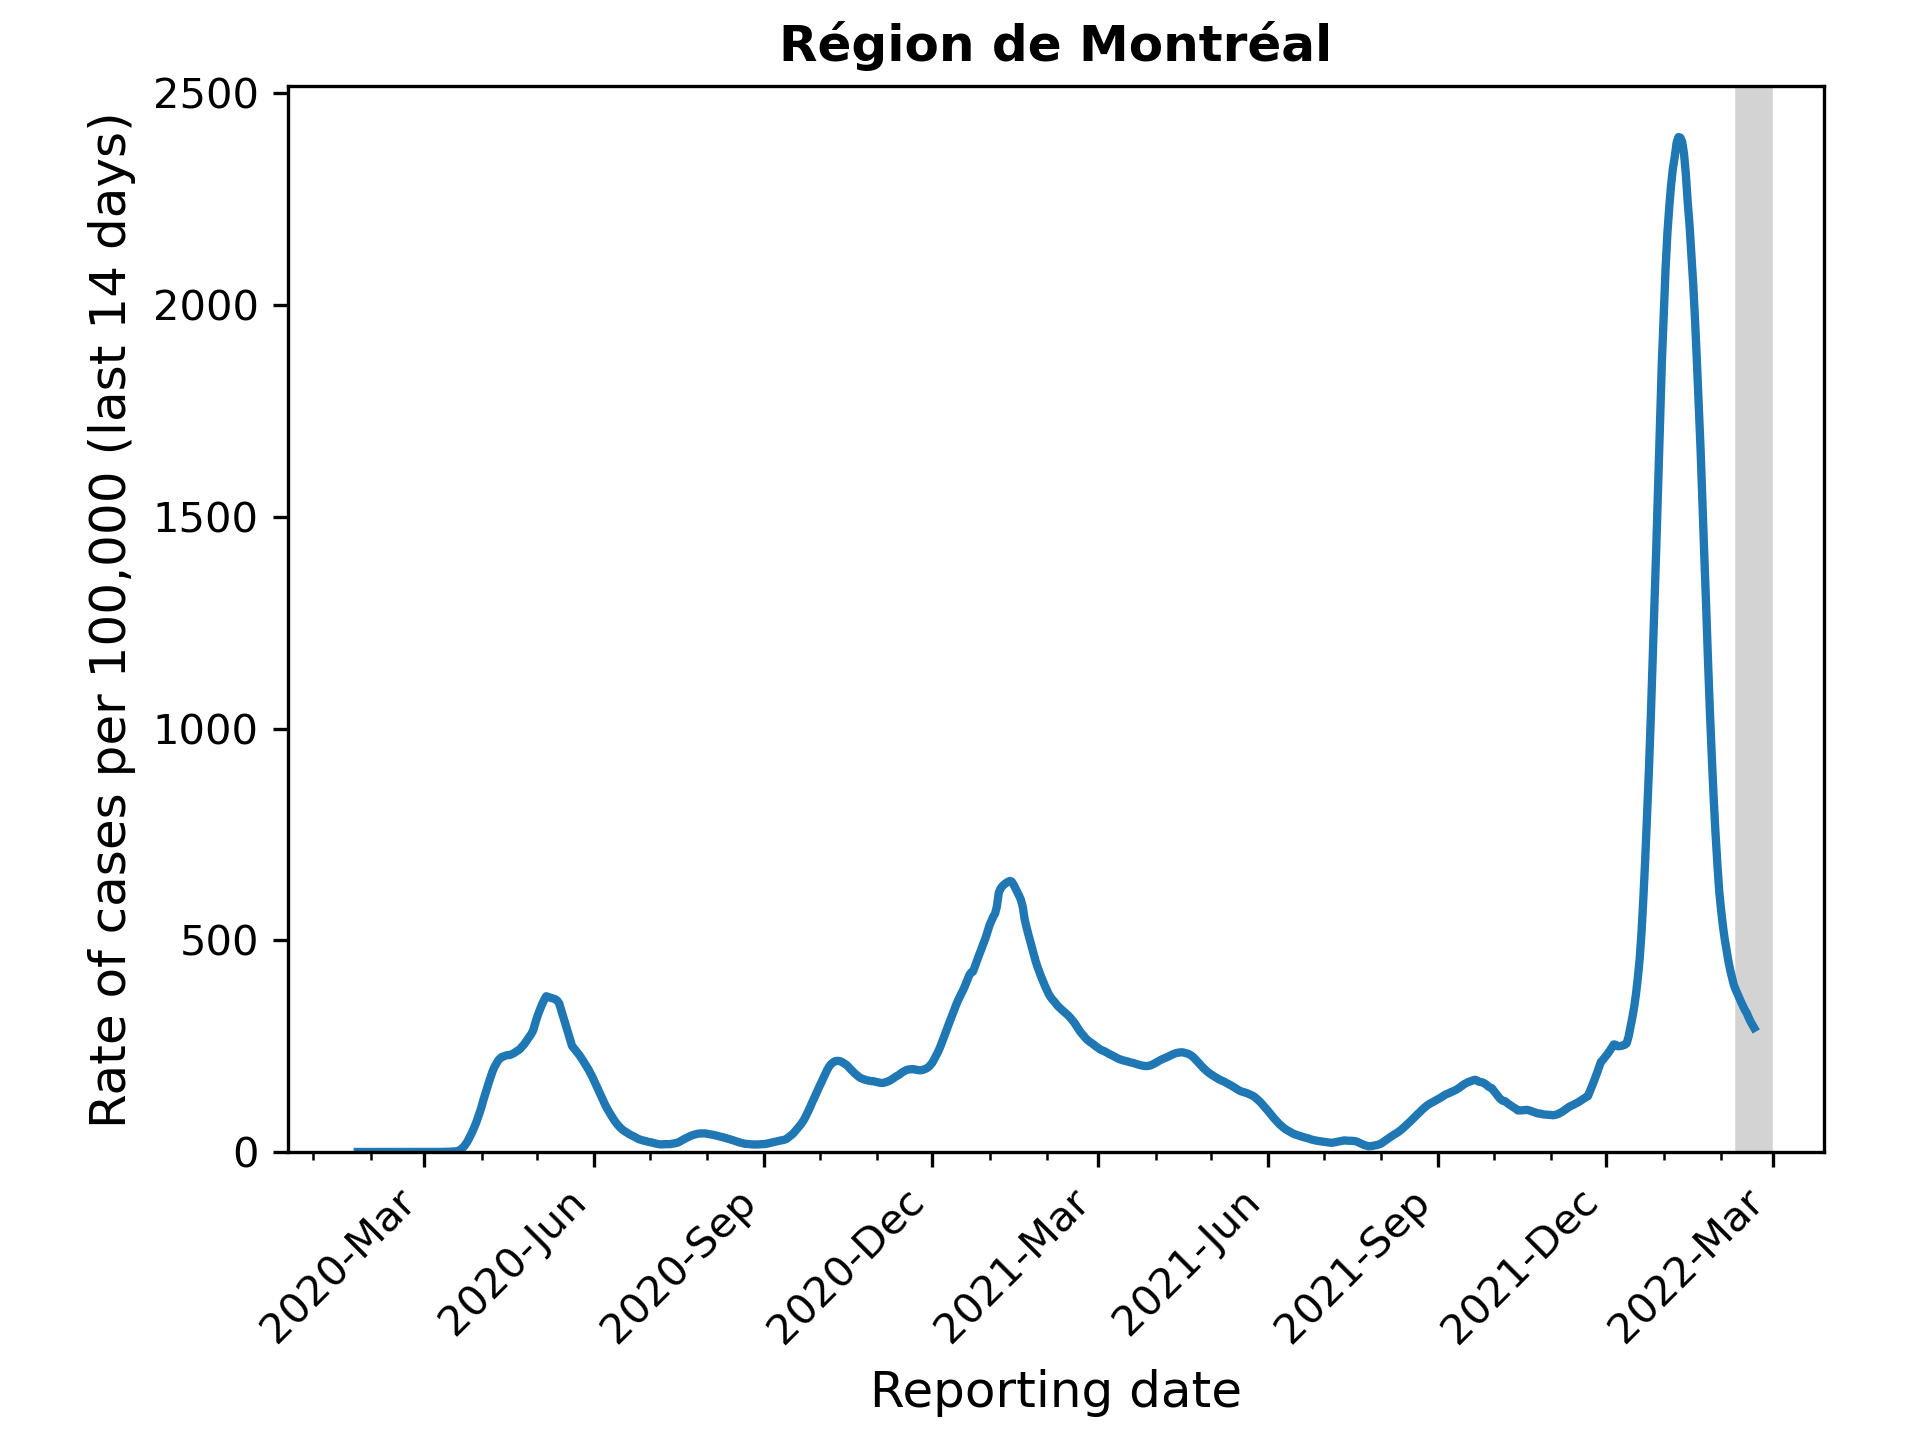 Région de Montréal
Rate of cases per 100,000 (last 14 days)
2500
2000
1500
1000
500
0
2020-Mar
2020-Jun
2020-Sep
2020-Dec
2021-Mar
2021-Jun
2021-Sep
2021-Dec
2022-Mar
Reporting date